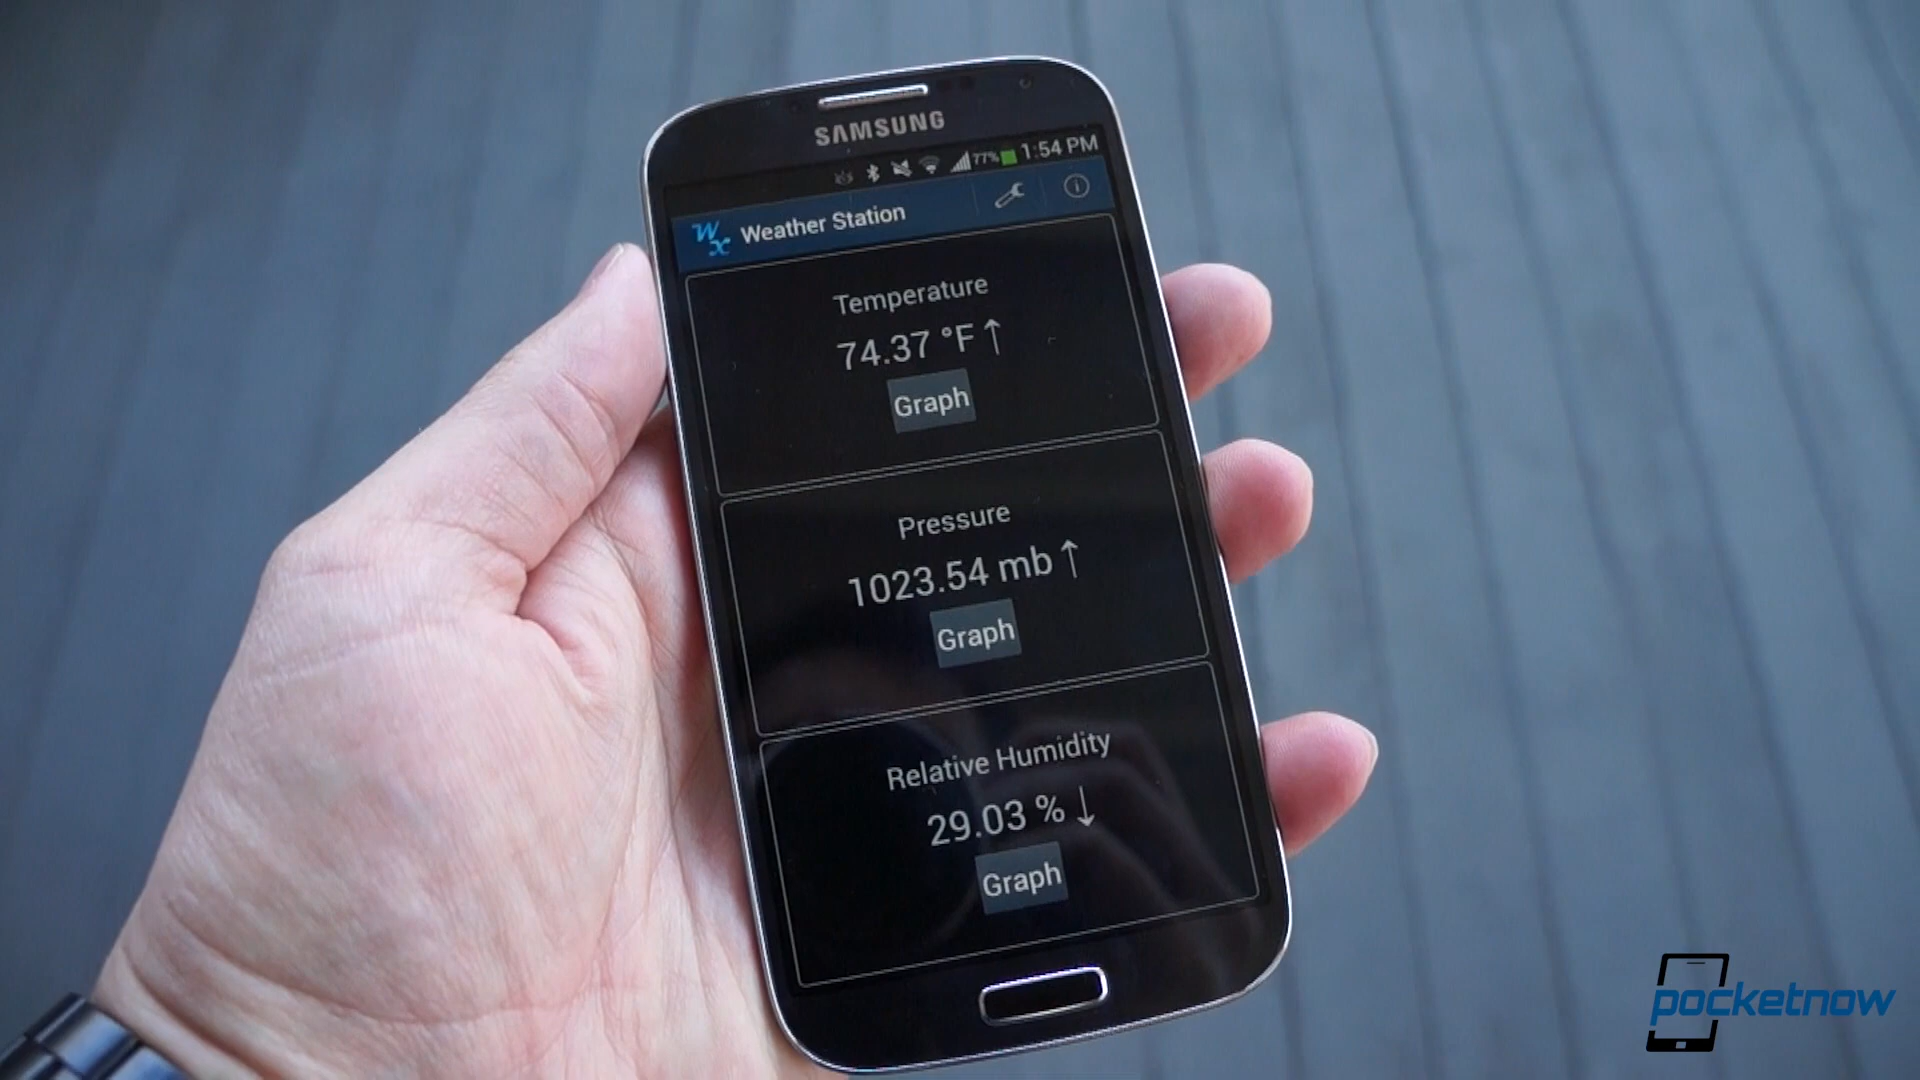 SAMSUNG
77% 1:54 PM
Wx Weather Station
Temperature
74.37 °F ↑
Graph
Pressure
1023.54 mb ↑
Graph
Relative Humidity
29.03 % ↓
Graph
pocketnow